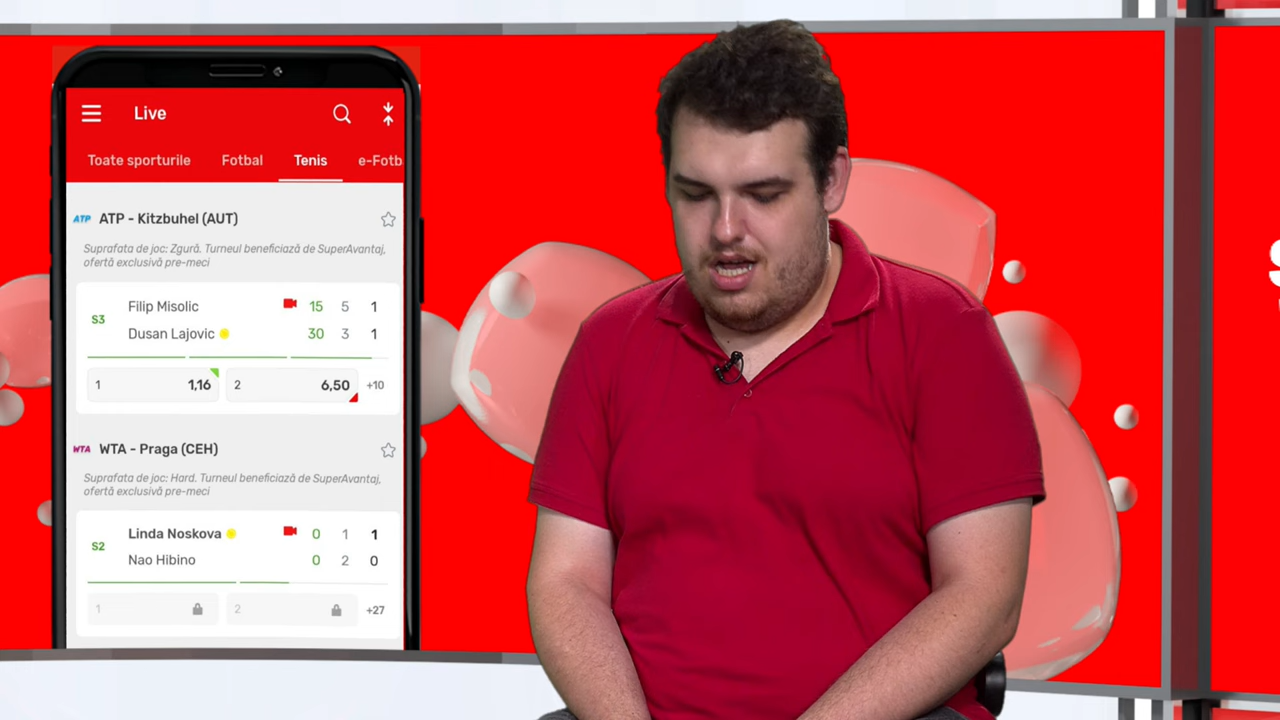 Live
Toate sporturile Fotbal Tenis e-Fotb
ATP ATP - Kitzbuhel (AUT)
Suprafata de joc: Zgură. Turneul beneficiază de SuperAvantaj,
ofertă exclusivă pre-meci
S3
Filip Misolic 15 5 1
Dusan Lajovic 30 3 1
1 1,16 2 6,50 +10
WTA WTA - Praga (CEH)
Suprafata de joc: Hard. Turneul beneficiază de SuperAvantaj,
ofertă exclusivă pre-meci
S2
Linda Noskova 0 1 1
Nao Hibino 0 2 0
1 2 +27